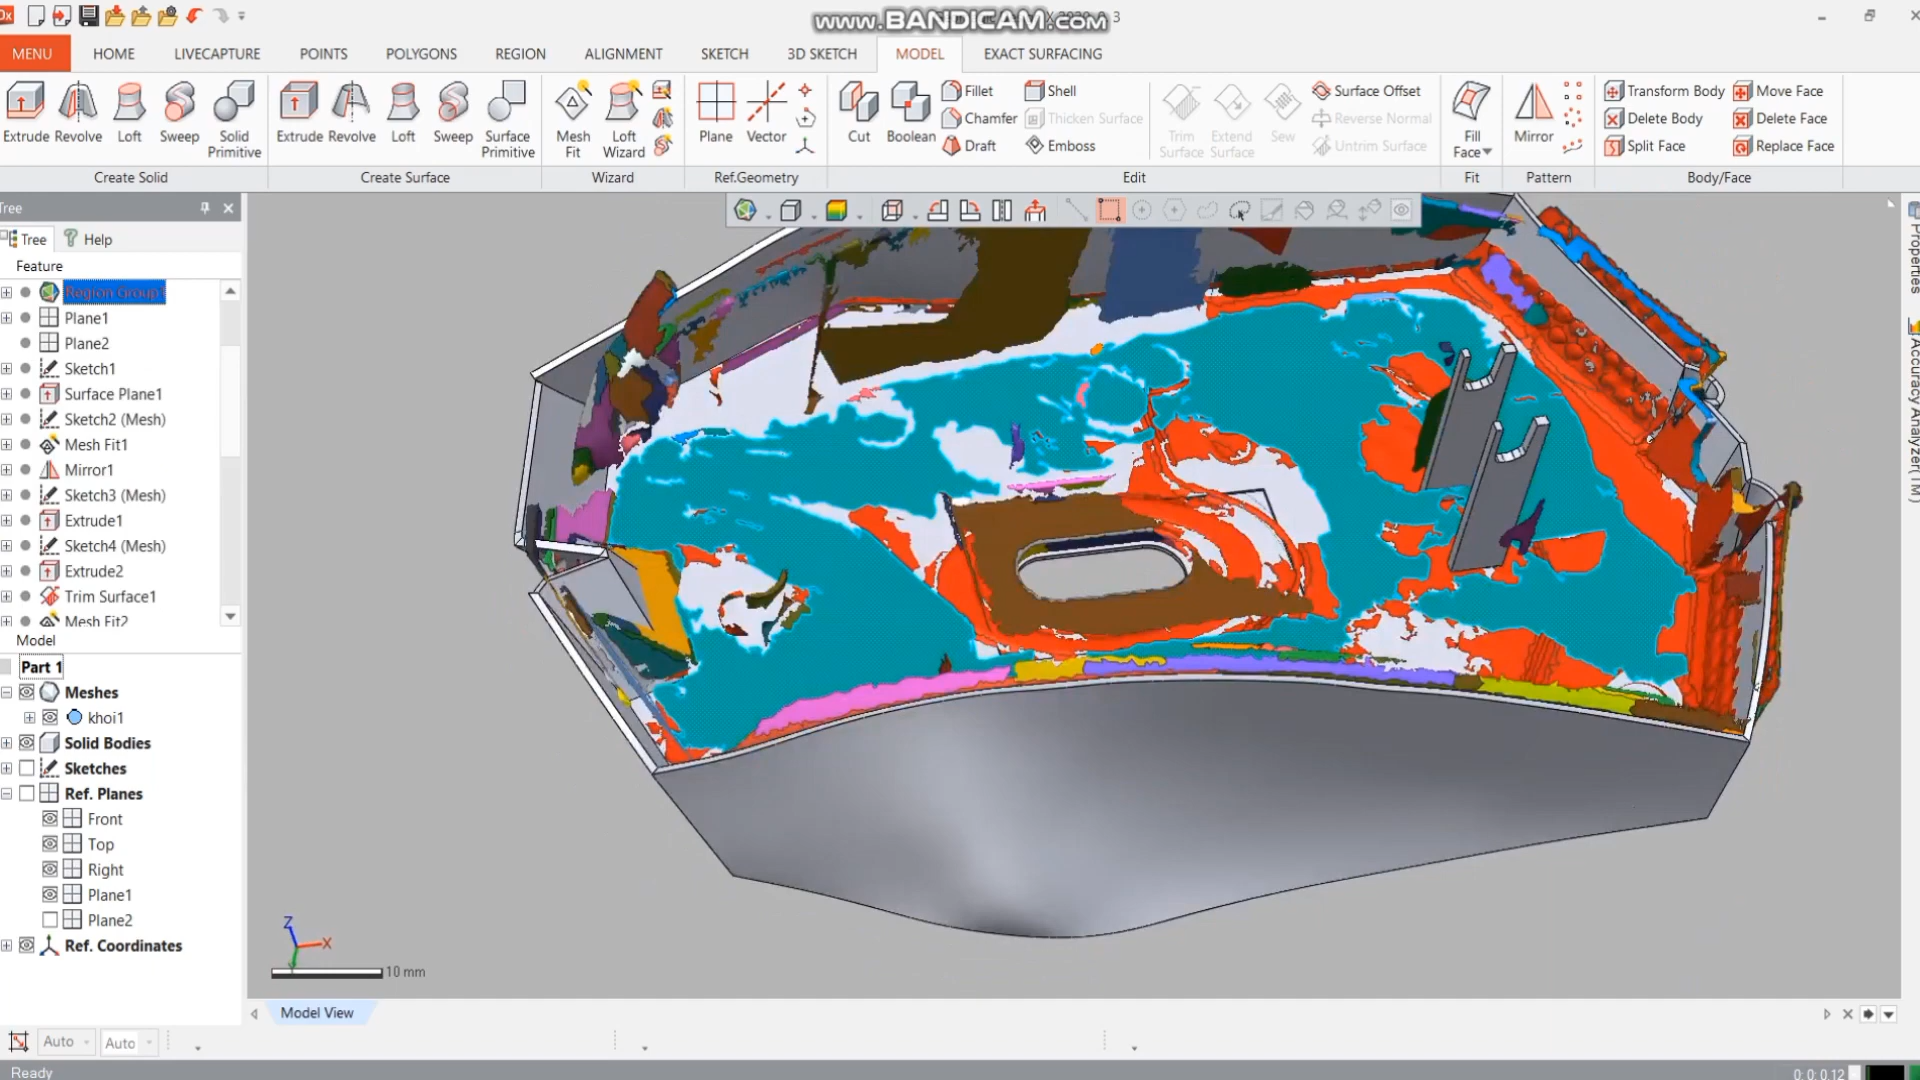 www.BANDICAM.com
MENU HOME LIVECAPTURE POINTS POLYGONS REGION ALIGNMENT SKETCH 3D SKETCH MODEL EXACT SURFACING
Extrude Revolve Loft Sweep Solid Primitive
Extrude Revolve Loft Sweep Surface Primitive
Mesh Fit Loft Wizard
Plane Vector
Cut Boolean
Fillet Shell
Chamfer Thicken Surface
Draft Emboss
Trim Surface Extend Surface Sew
Surface Offset
Reverse Normal
Untrim Surface
Fill Face
Mirror
Transform Body Move Face
Delete Body Delete Face
Split Face Replace Face
Create Solid Create Surface Wizard Ref.Geometry Edit Fit Pattern Body/Face
Tree
Tree Help
Feature
Region Group1
Plane1
Plane2
Sketch1
Surface Plane1
Sketch2 (Mesh)
Mesh Fit1
Mirror1
Sketch3 (Mesh)
Extrude1
Sketch4 (Mesh)
Extrude2
Trim Surface1
Mesh Fit2
Model
Part 1
Meshes
khoi1
Solid Bodies
Sketches
Ref. Planes
Front
Top
Right
Plane1
Plane2
Ref. Coordinates
Z
X
10 mm
Properties
Accuracy Analyzer(TM)
Model View
Auto Auto
Ready
0: 0: 0.12